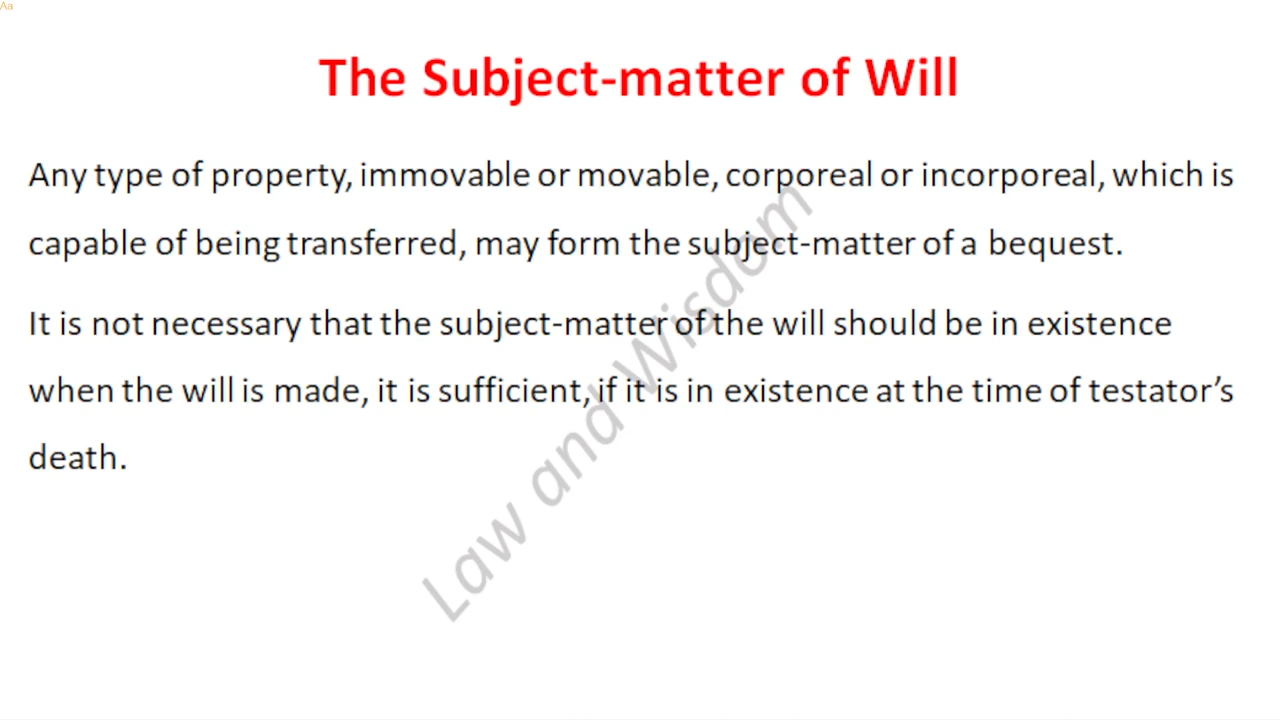 Aa
The Subject-matter of Will
Any type of property, immovable or movable, corporeal or incorporeal, which is
capable of being transferred, may form the subject-matter of a bequest.
It is not necessary that the subject-matter of the will should be in existence
when the will is made, it is sufficient, if it is in existence at the time of testator’s
death.
Law and Wisdom